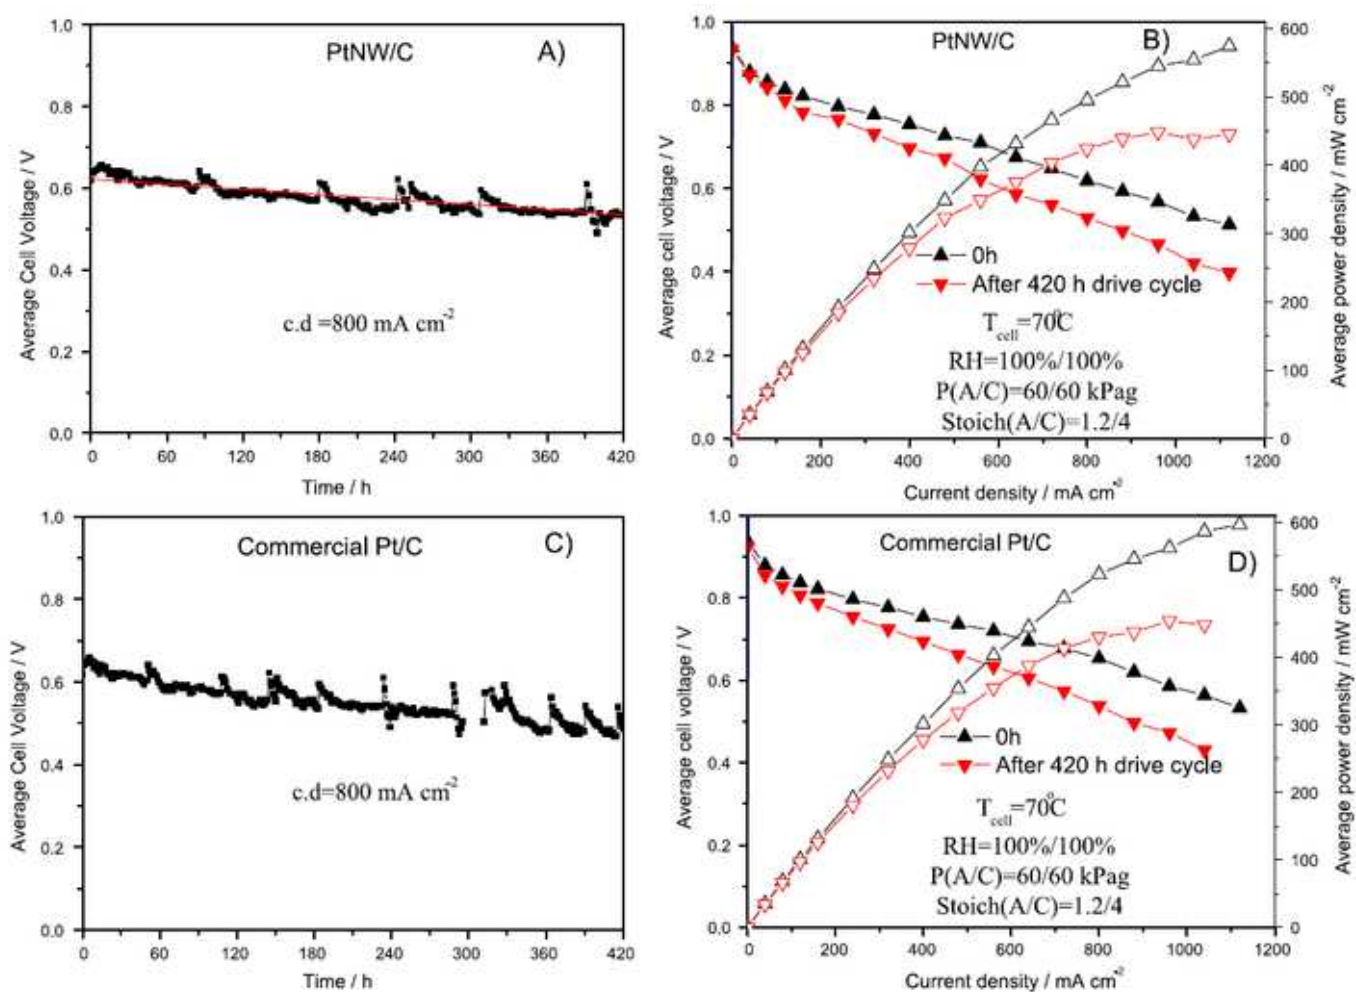 PtNW/C
A)
Average Cell Voltage / V
1.0
0.8
0.6
0.4
0.2
0.0
c.d =800 mA cm-2
0 60 120 180 240 300 360 420
Time / h
PtNW/C
B)
Average cell voltage / V
1.0
0.8
0.6
0.4
0.2
0.0
0h
After 420 h drive cycle
Tcell=70°C
RH=100%/100%
P(A/C)=60/60 kPag
Stoich(A/C)=1.2/4
600
500
400
300
200
100
0
Average power density / mW cm-2
0 200 400 600 800 1000 1200
Current density / mA cm-2
Commercial Pt/C
C)
Average Cell Voltage / V
1.0
0.8
0.6
0.4
0.2
0.0
c.d=800 mA cm-2
0 60 120 180 240 300 360 420
Time / h
Commercial Pt/C
D)
Average cell voltage / V
1.0
0.8
0.6
0.4
0.2
0.0
0h
After 420 h drive cycle
Tcell=70°C
RH=100%/100%
P(A/C)=60/60 kPag
Stoich(A/C)=1.2/4
600
500
400
300
200
100
0
Average power density / mW cm-2
0 200 400 600 800 1000 1200
Current density / mA cm-2